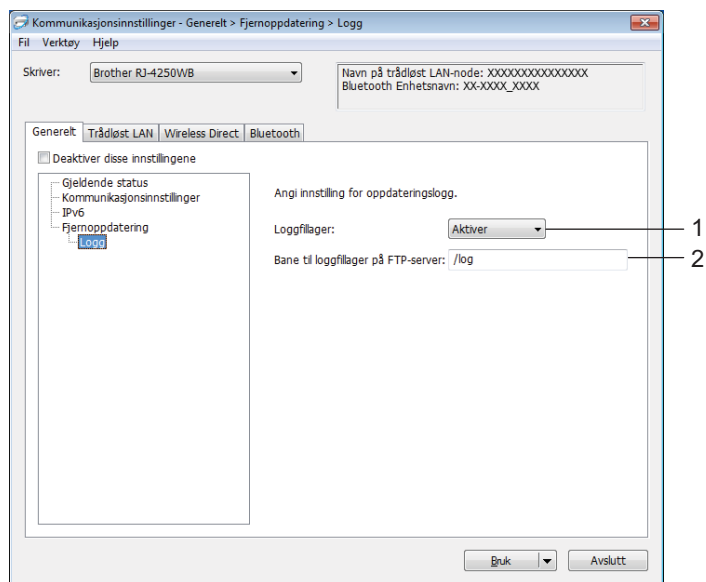 Kommunikasjonsinnstillinger - Generelt > Fjernoppdatering > Logg
Fil Verktøy Hjelp
Skriver: Brother RJ-4250WB
Navn på trådløst LAN-node: XXXXXXXXXXXXXXX
Bluetooth Enhetsnavn: XX-XXXX_XXXX
Generelt Trådløst LAN Wireless Direct Bluetooth
Deaktiver disse innstillingene
Gjeldende status
Kommunikasjonsinnstillinger
IPv6
Fjernoppdatering
Logg
Angi innstilling for oppdateringslogg.
Loggfillager: Aktiver 1
Bane til loggfillager på FTP-server: /log 2
Bruk Avslutt